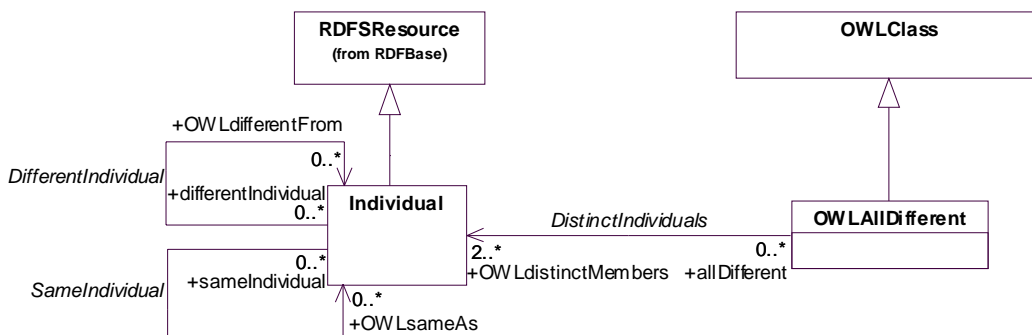 RDFSResource
(from RDFBase)
OWLClass
+OWLdifferentFrom
0..*
DifferentIndividual
+differentIndividual
0..*
Individual
DistinctIndividuals
OWLAllDifferent
2..*
0..*
+OWLdistinctMembers
+allDifferent
0..*
+sameIndividual
SameIndividual
0..*
+OWLsameAs